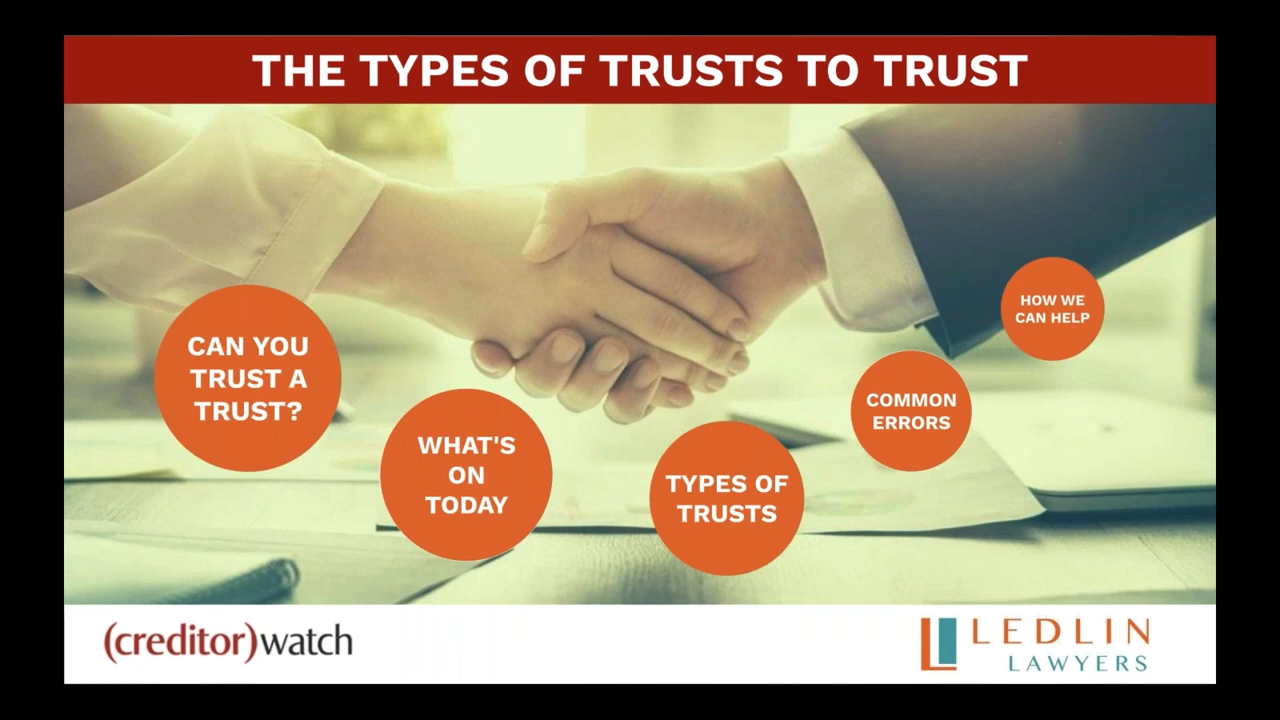 THE TYPES OF TRUSTS TO TRUST
CAN YOU
TRUST A
TRUST?
WHAT'S
ON
TODAY
TYPES OF
TRUSTS
COMMON
ERRORS
HOW WE
CAN HELP
(creditor)watch
LEDLIN
LAWYERS